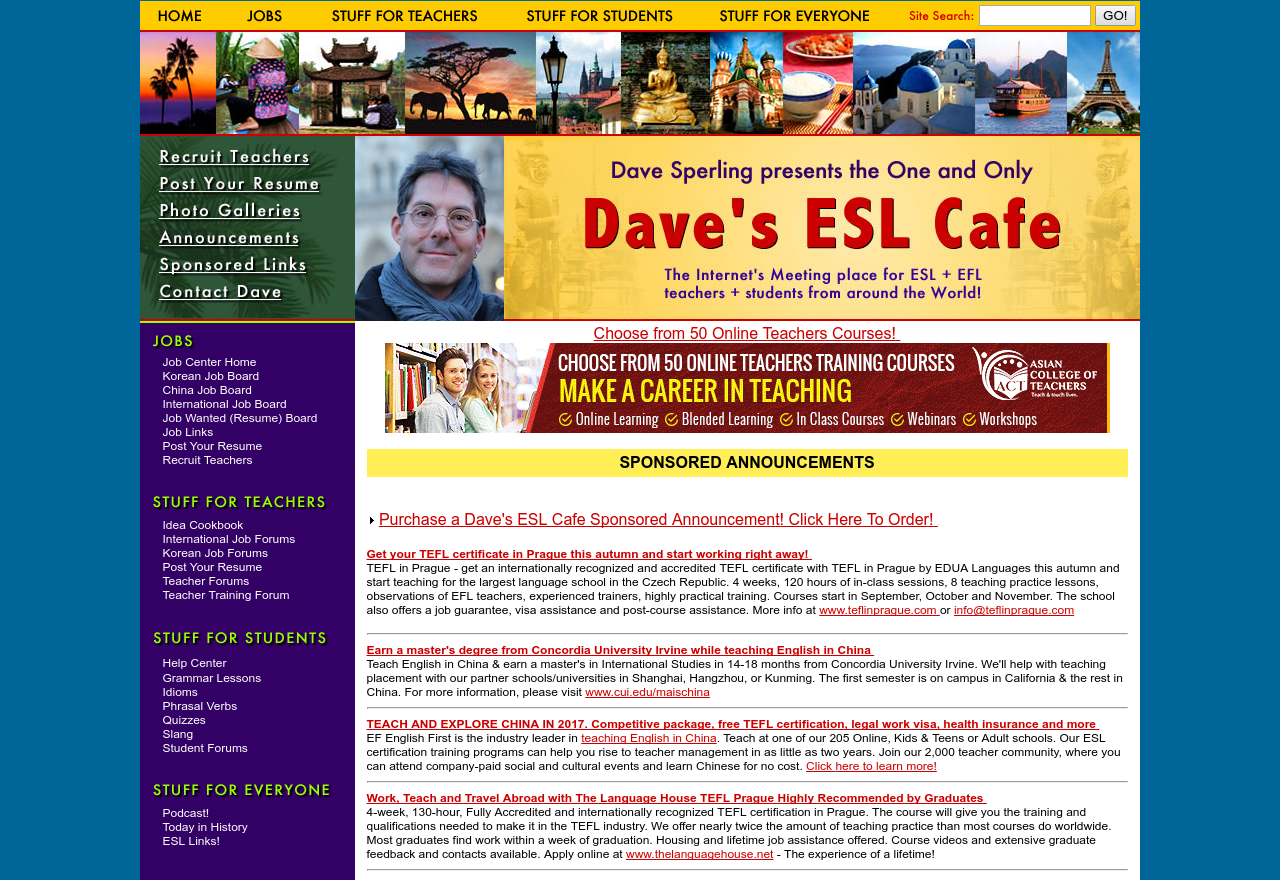 HOME JOBS STUFF FOR TEACHERS STUFF FOR STUDENTS STUFF FOR EVERYONE Site Search: GO!
Recruit Teachers
Post Your Resume
Photo Galleries
Announcements
Sponsored Links
Contact Dave
Dave Sperling presents the One and Only
Dave's ESL Cafe
The Internet's Meeting place for ESL + EFL
teachers + students from around the World!
JOBS
Job Center Home
Korean Job Board
China Job Board
International Job Board
Job Wanted (Resume) Board
Job Links
Post Your Resume
Recruit Teachers
STUFF FOR TEACHERS
Idea Cookbook
International Job Forums
Korean Job Forums
Post Your Resume
Teacher Forums
Teacher Training Forum
STUFF FOR STUDENTS
Help Center
Grammar Lessons
Idioms
Phrasal Verbs
Quizzes
Slang
Student Forums
STUFF FOR EVERYONE
Podcast!
Today in History
ESL Links!
Choose from 50 Online Teachers Courses!
CHOOSE FROM 50 ONLINE TEACHERS TRAINING COURSES
MAKE A CAREER IN TEACHING
Online Learning Blended Learning In Class Courses Webinars Workshops
ACT
ASIAN
COLLEGE OF
TEACHERS
Teach & touch lives.
SPONSORED ANNOUNCEMENTS
Purchase a Dave's ESL Cafe Sponsored Announcement! Click Here To Order!
Get your TEFL certificate in Prague this autumn and start working right away!
TEFL in Prague - get an internationally recognized and accredited TEFL certificate with TEFL in Prague by EDUA Languages this autumn and
start teaching for the largest language school in the Czech Republic. 4 weeks, 120 hours of in-class sessions, 8 teaching practice lessons,
observations of EFL teachers, experienced trainers, highly practical training. Courses start in September, October and November. The school
also offers a job guarantee, visa assistance and post-course assistance. More info at www.teflinprague.com or info@teflinprague.com
Earn a master's degree from Concordia University Irvine while teaching English in China
Teach English in China & earn a master's in International Studies in 14-18 months from Concordia University Irvine. We'll help with teaching
placement with our partner schools/universities in Shanghai, Hangzhou, or Kunming. The first semester is on campus in California & the rest in
China. For more information, please visit www.cui.edu/maischina
TEACH AND EXPLORE CHINA IN 2017. Competitive package, free TEFL certification, legal work visa, health insurance and more
EF English First is the industry leader in teaching English in China. Teach at one of our 205 Online, Kids & Teens or Adult schools. Our ESL
certification training programs can help you rise to teacher management in as little as two years. Join our 2,000 teacher community, where you
can attend company-paid social and cultural events and learn Chinese for no cost. Click here to learn more!
Work, Teach and Travel Abroad with The Language House TEFL Prague Highly Recommended by Graduates
4-week, 130-hour, Fully Accredited and internationally recognized TEFL certification in Prague. The course will give you the training and
qualifications needed to make it in the TEFL industry. We offer nearly twice the amount of teaching practice than most courses do worldwide.
Most graduates find work within a week of graduation. Housing and lifetime job assistance offered. Course videos and extensive graduate
feedback and contacts available. Apply online at www.thelanguagehouse.net - The experience of a lifetime!